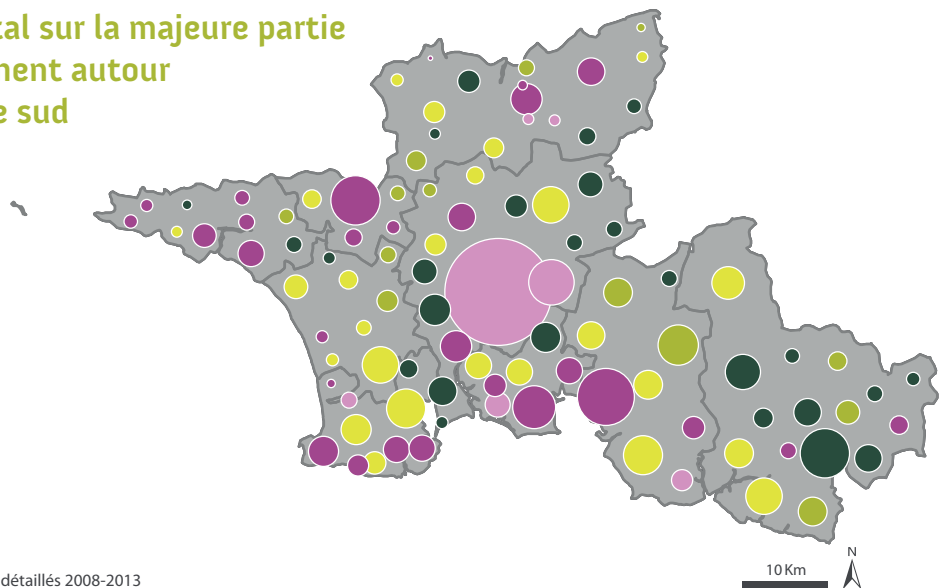 tal sur la majeure partie
nent autour
e sud
détaillés 2008-2013
10 Km
N